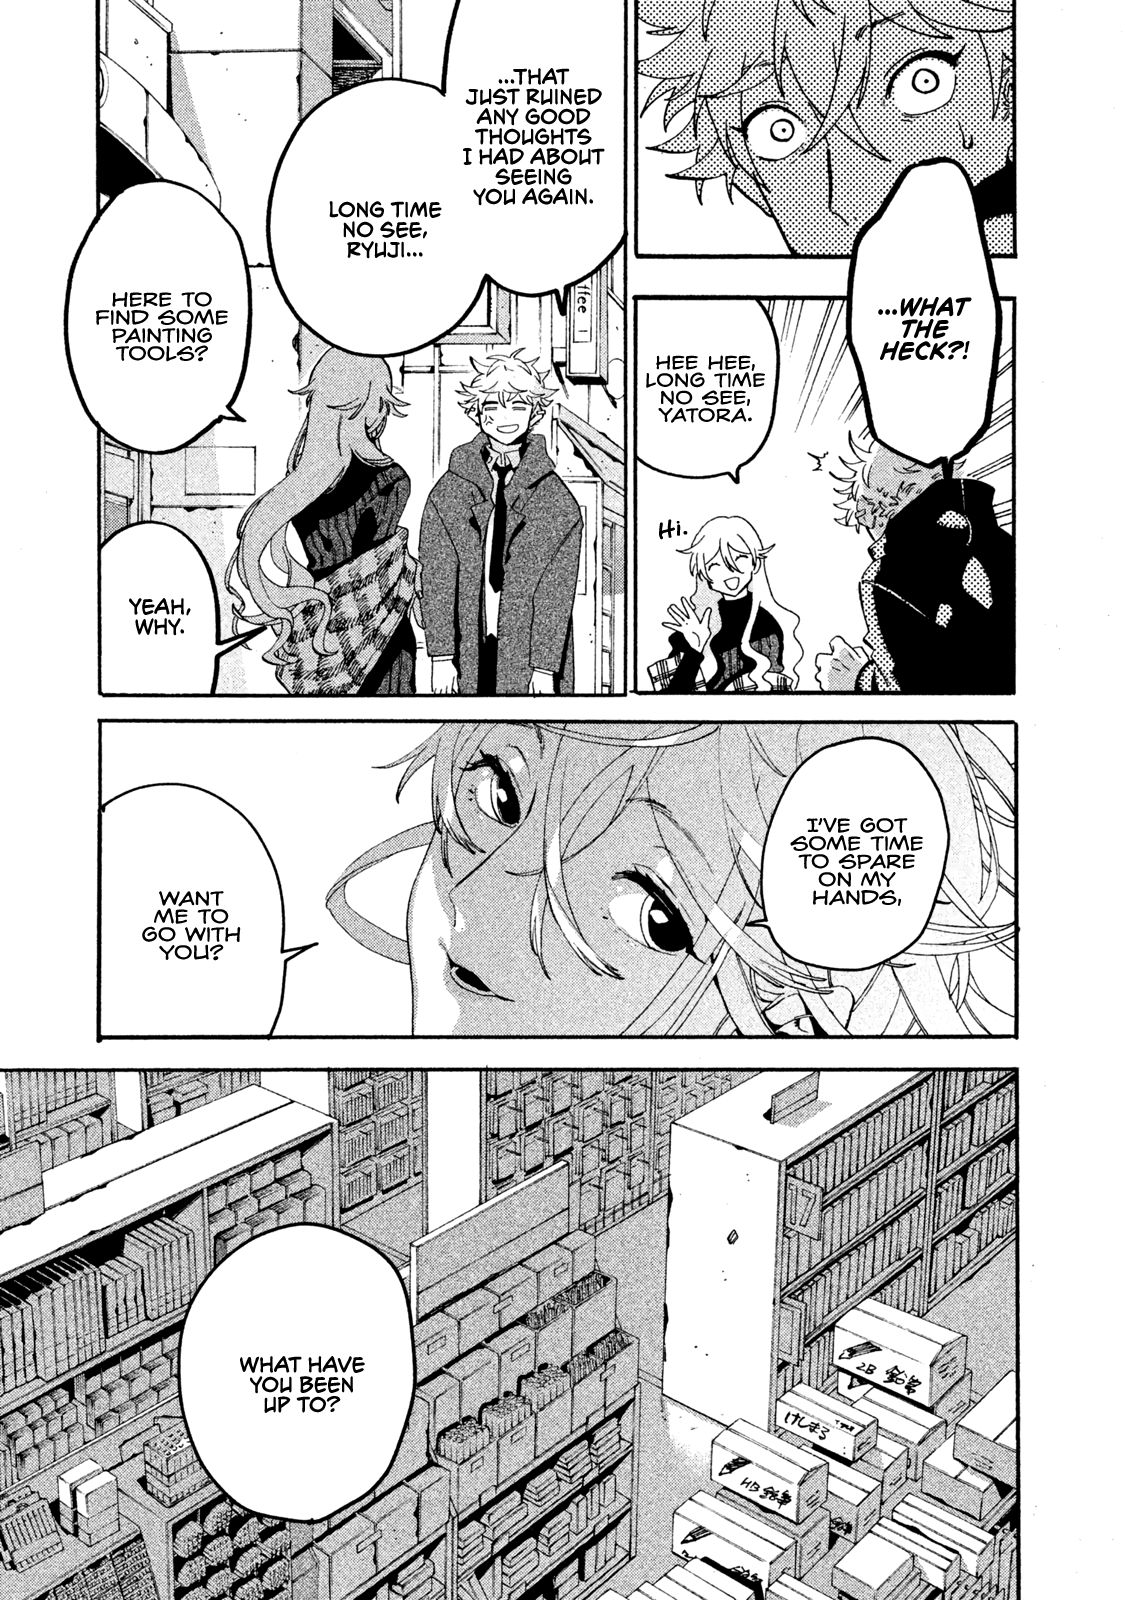 ...WHAT
THE
HECK?!
HEE HEE,
LONG TIME
NO SEE,
YATORA.
Hi.
...THAT
JUST RUINED
ANY GOOD
THOUGHTS
I HAD ABOUT
SEEING
YOU AGAIN.
LONG TIME
NO SEE,
RYUJI...
HERE TO
FIND SOME
PAINTING
TOOLS?
YEAH,
WHY.
I'VE GOT
SOME TIME
TO SPARE
ON MY
HANDS,
WANT
ME TO
GO WITH
YOU?
WHAT HAVE
YOU BEEN
UP TO?
17
2B 鉛筆
けしまる
HB 鉛筆